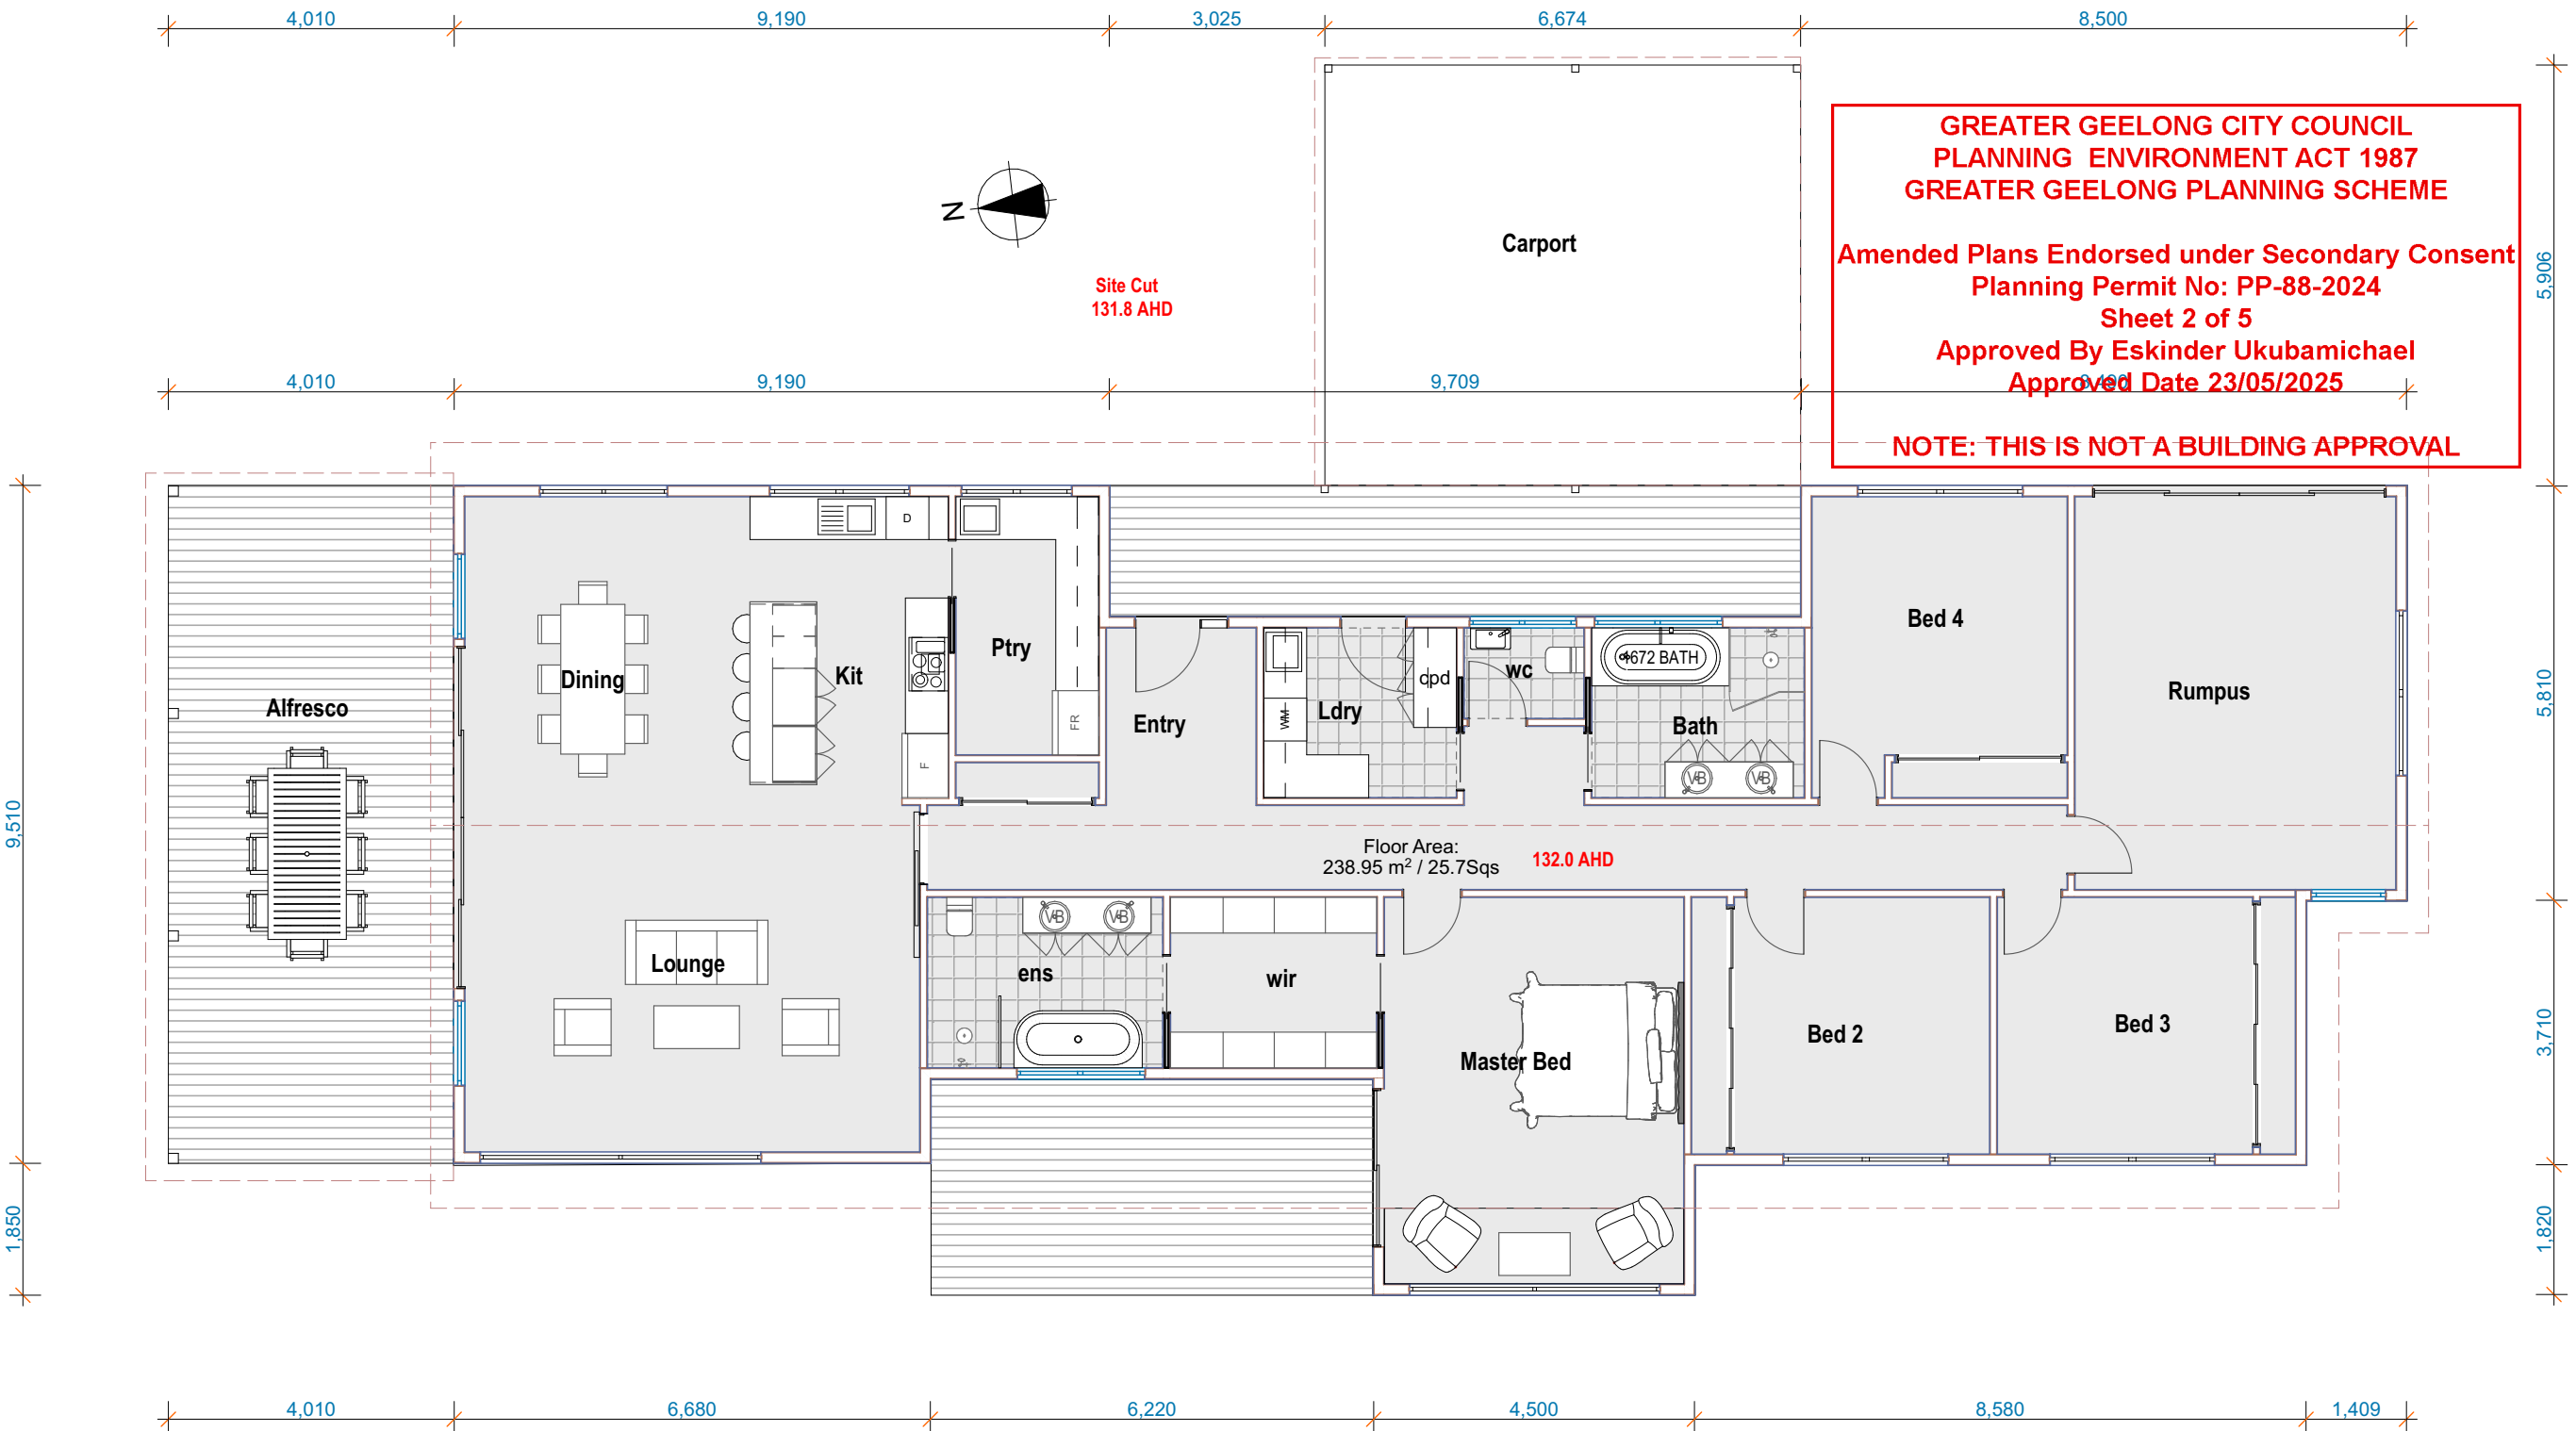 4,010
9,190
3,025
6,674
8,500
GREATER GEELONG CITY COUNCIL
PLANNING ENVIRONMENT ACT 1987
GREATER GEELONG PLANNING SCHEME
Amended Plans Endorsed under Secondary Consent
Planning Permit No: PP-88-2024
Sheet 2 of 5
Approved By Eskinder Ukubamichael
Approved Date 23/05/2025
NOTE: THIS IS NOT A BUILDING APPROVAL
Carport
N
Site Cut
131.8 AHD
5,906
4,010
9,190
9,709
D
Bed 4
Ptry
Dining
Kit
wc
1672 BATH
cpd
Rumpus
Alfresco
Entry
WM
Ldry
FR
Bath
5,810
F
VB
VB
9,510
Floor Area:
238.95 m² / 25.7Sqs
132.0 AHD
VB
VB
Lounge
ens
wir
Master Bed
Bed 2
Bed 3
3,710
1,850
1,820
4,010
6,680
6,220
4,500
8,580
1,409